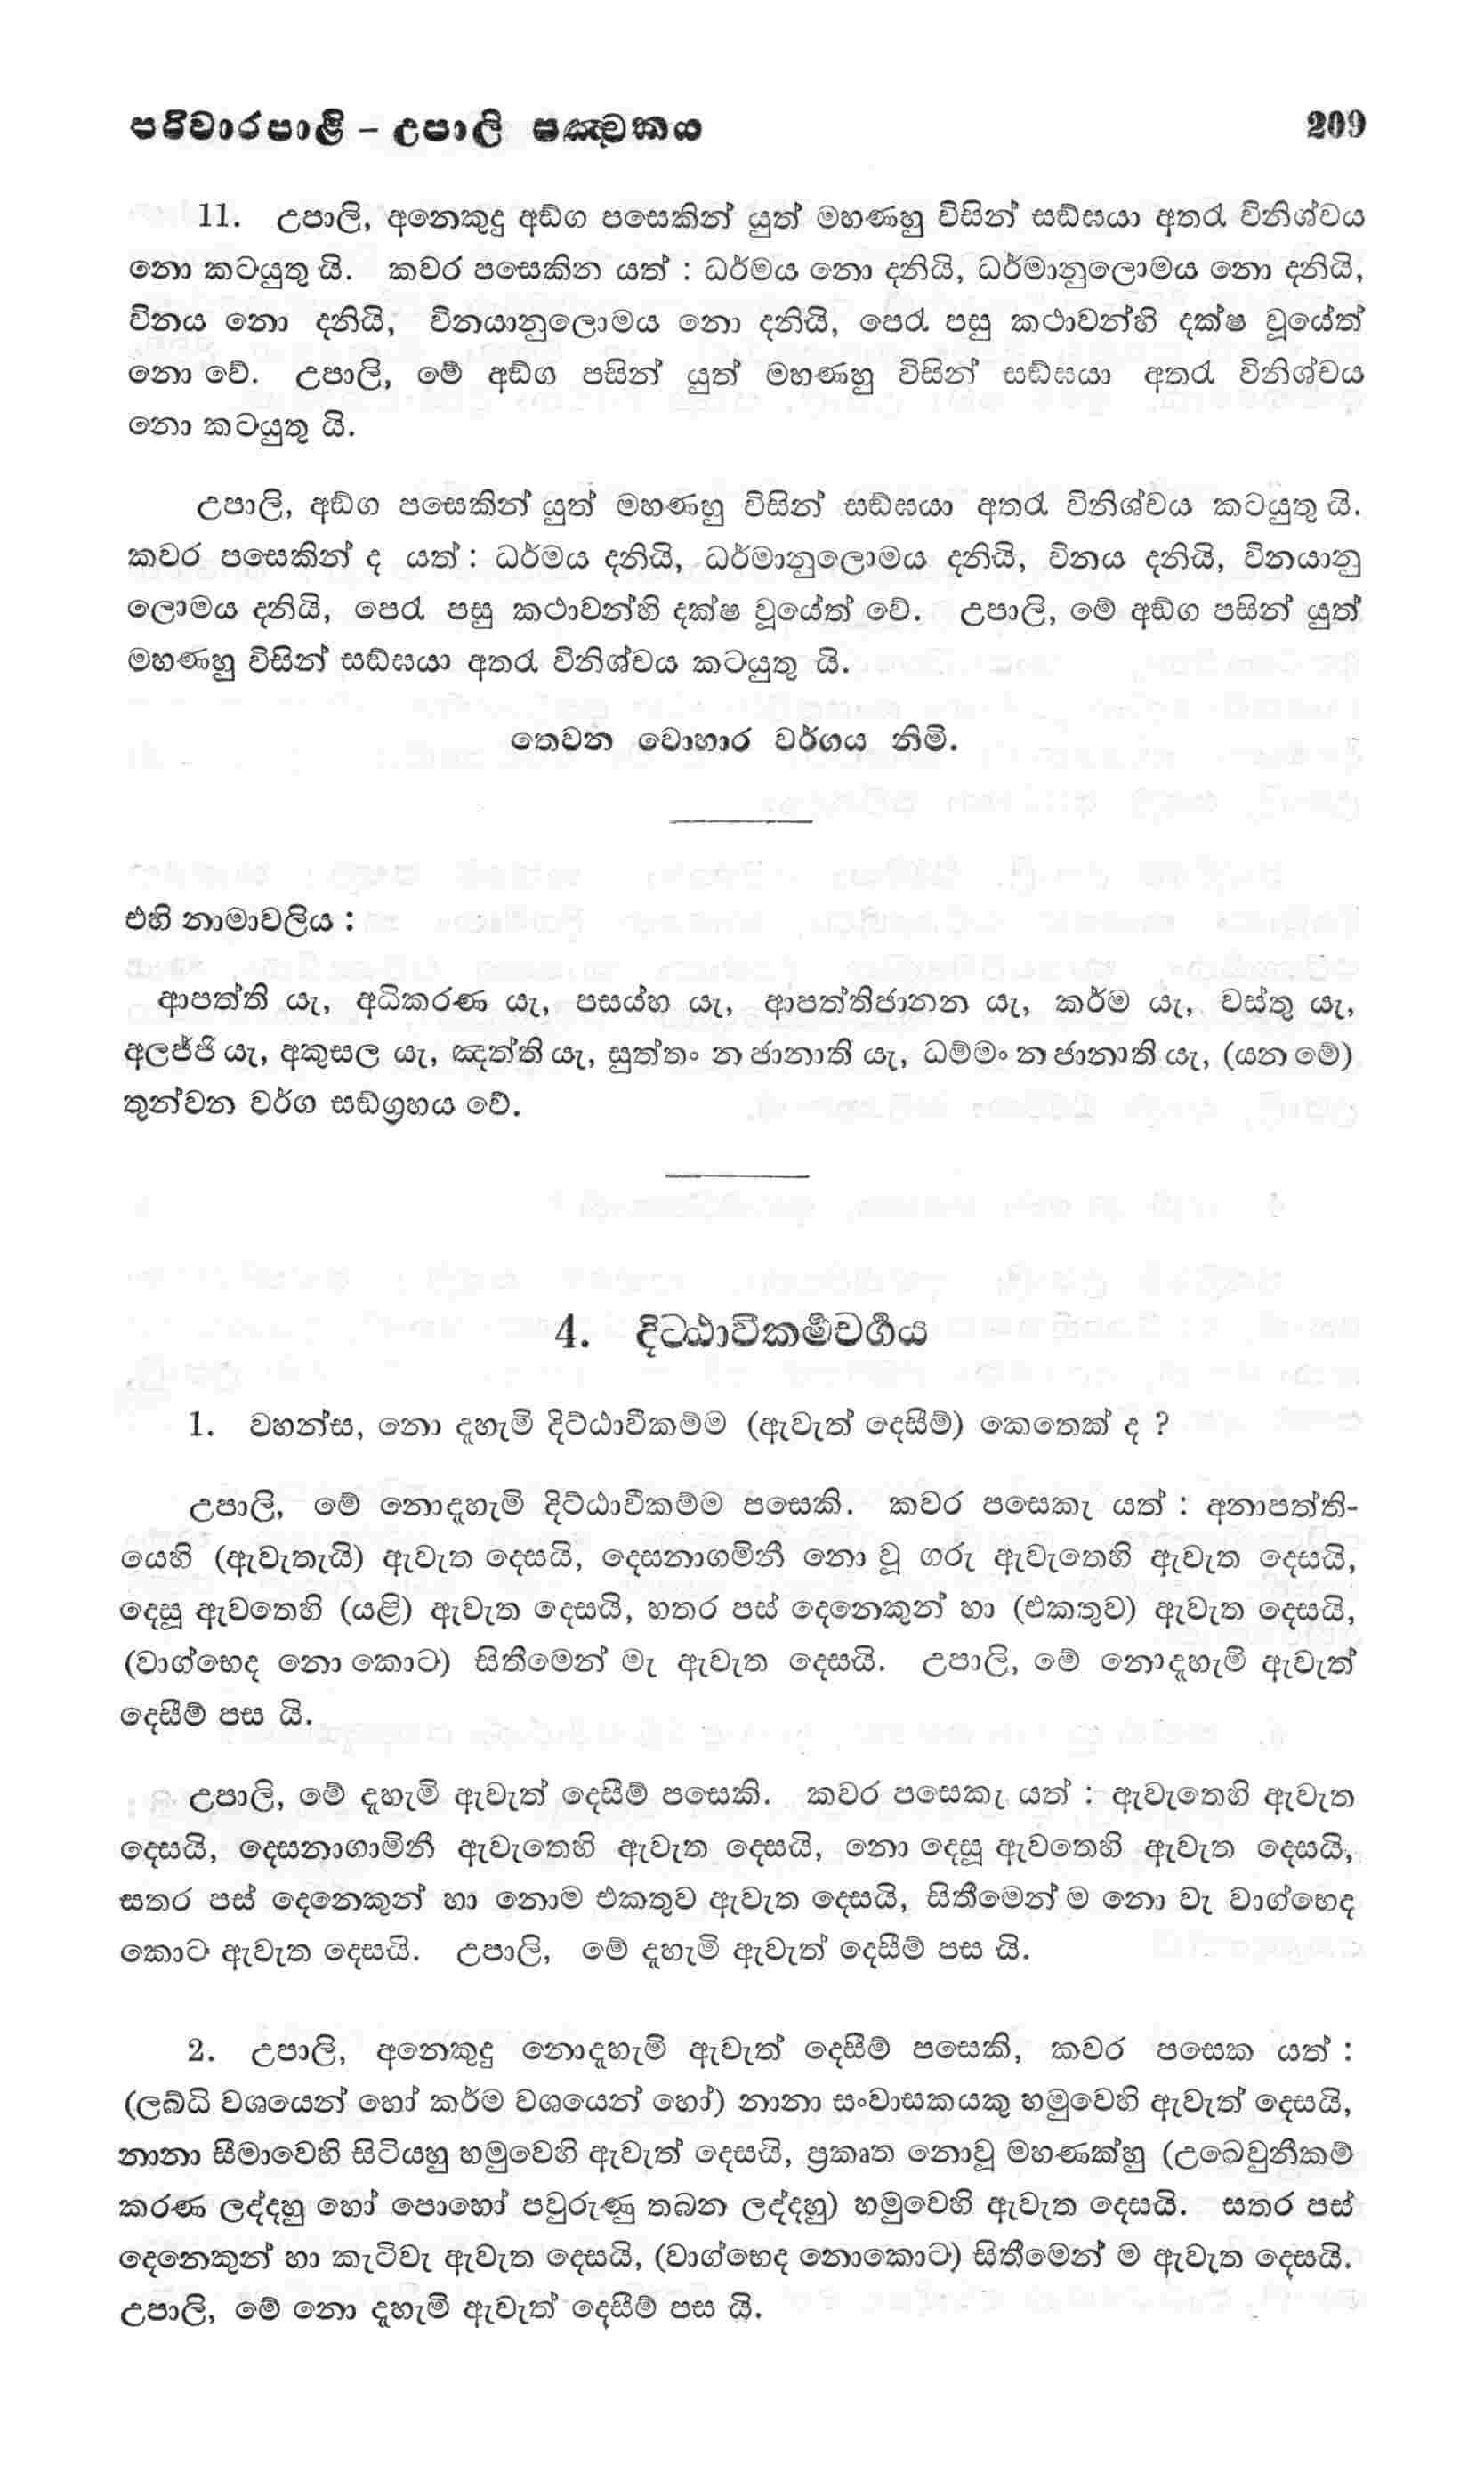 පරිවාරපාළි – උපාලි පඤ්චකය 209
11. උපාලි, අනෙකුදු අඞ්ග පසෙකින් යුත් මහණහු විසින් සඞ්ඝයා අතරැ විනිශ්චය
නො කටයුතු යි. කවර පසෙකින යත් : ධර්මය නො දනියි, ධර්මානුලොමය නො දනියි,
විනය නො දනියි, විනයානුලොමය නො දනියි, පෙරැ පසු කථාවන්හි දක්ෂ වූයේත්
නො වේ. උපාලි, මේ අඞ්ග පසින් යුත් මහණහු විසින් සඞ්ඝයා අතරැ විනිශ්චය
නො කටයුතු යි.
උපාලි, අඞ්ග පසෙකින් යුත් මහණහු විසින් සඞ්ඝයා අතරැ විනිශ්චය කටයුතු යි.
කවර පසෙකින් ද යත් : ධර්මය දනියි, ධර්මානුලොමය දනියි, විනය දනියි, විනයානු
ලොමය දනියි, පෙරැ පසු කථාවන්හි දක්ෂ වූයේත් වේ. උපාලි, මේ අඞ්ග පසින් යුත්
මහණහු විසින් සඞ්ඝයා අතරැ විනිශ්චය කටයුතු යි.
තෙවන වොහාර වර්ගය නිමි.
එහි නාමාවලිය :
ආපත්ති යැ, අධිකරණ යැ, පසය්හ යැ, ආපත්තිජානන යැ, කර්ම යැ, වස්තු යැ,
අලජ්ජි යැ, අකුසල යැ, ඤත්ති යැ, සුත්තං න ජානාති යැ, ධම්මං න ජානාති යැ, (යන මේ)
තුන්වන වර්ග සඞ්ග්‍රහය වේ.
4. දිට්ඨාවීකර්මවර්ගය
1. වහන්ස, නො දැහැමි දිට්ඨාවීකම්ම (ඇවැත් දෙසීම්) කෙතෙක් ද ?
උපාලි, මේ නොදැහැමි දිට්ඨාවීකම්ම පසෙකි. කවර පසෙකැ යත් : අනාපත්ති-
යෙහි (ඇවැතැයි) ඇවැත දෙසයි, දෙසනාගමිනී නො වූ ගරු ඇවැතෙහි ඇවැත දෙසයි,
දෙසූ ඇවතෙහි (යළි) ඇවැත දෙසයි, හතර පස් දෙනෙකුන් හා (එකතුව) ඇවැත දෙසයි,
(වාග්භෙද නො කොට) සිතීමෙන් මැ ඇවැත දෙසයි. උපාලි, මේ නොදැහැමි ඇවැත්
දෙසීම් පස යි.
උපාලි, මේ දැහැමි ඇවැත් දෙසීම් පසෙකි. කවර පසෙකැ යත් : ඇවැතෙහි ඇවැත
දෙසයි, දෙසනාගාමිනී ඇවැතෙහි ඇවැත දෙසයි, නො දෙසූ ඇවතෙහි ඇවැත දෙසයි,
සතර පස් දෙනෙකුන් හා නොම එකතුව ඇවැත දෙසයි, සිතීමෙන් ම නො වැ වාග්භෙද
කොට ඇවැත දෙසයි. උපාලි, මේ දැහැමි ඇවැත් දෙසීම් පස යි.
2. උපාලි, අනෙකුදු නොදැහැමි ඇවැත් දෙසීම් පසෙකි, කවර පසෙක යත් :
(ලබ්ධි වශයෙන් හෝ කර්ම වශයෙන් හෝ) නානා සංවාසකයකු හමුවෙහි ඇවැත් දෙසයි,
නානා සීමාවෙහි සිටියහු හමුවෙහි ඇවැත් දෙසයි, ප්‍රකෘත නොවූ මහණක්හු (උඛෙවුනීකම්
කරණ ලද්දහු හෝ පොහෝ පවුරුණු තබන ලද්දහු) හමුවෙහි ඇවැත දෙසයි. සතර පස්
දෙනෙකුන් හා කැටිවැ ඇවැත දෙසයි, (වාග්භෙද නොකොට) සිතීමෙන් ම ඇවැත දෙසයි.
උපාලි, මේ නො දැහැමි ඇවැත් දෙසීම් පස යි.